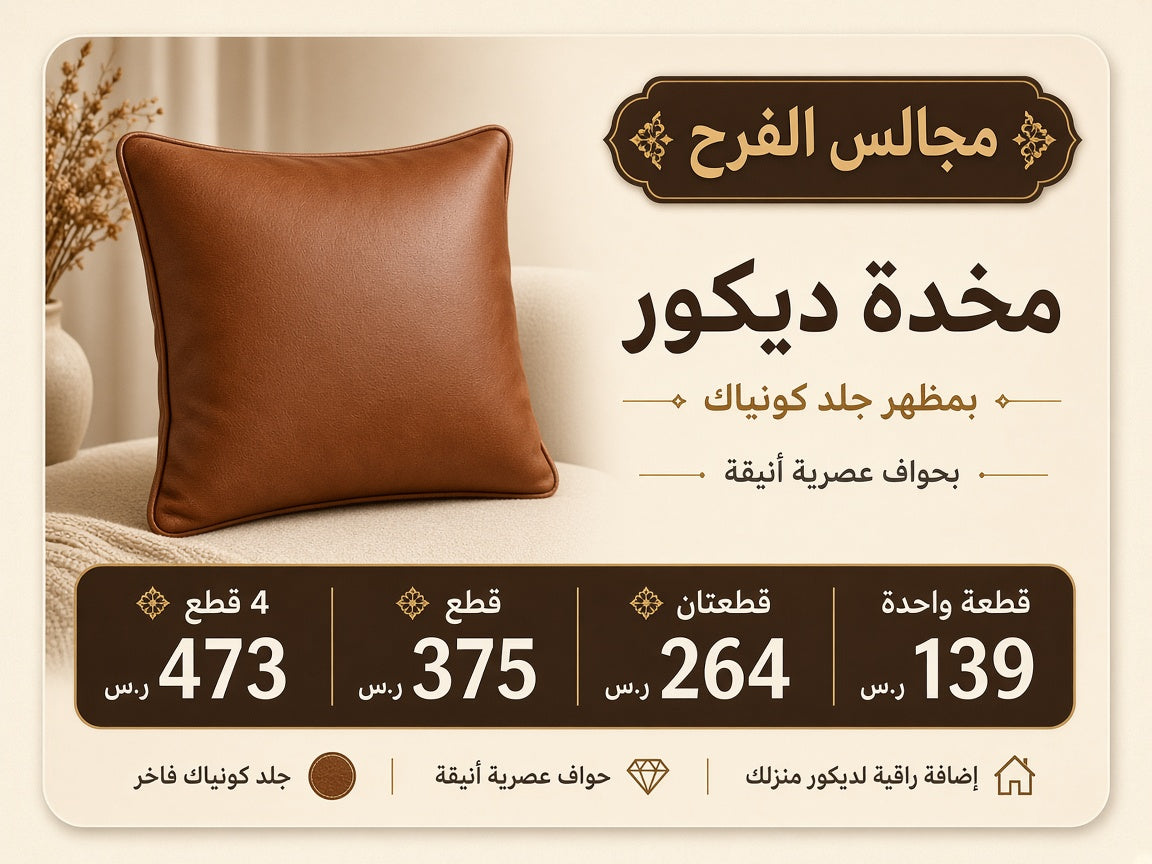 مجالس الفرح
مخدة ديكور
بمظهر جلد كونياك
بحواف عصرية أنيقة
قطعة واحدة
139 ر.س
قطعتان
264 ر.س
قطع
375 ر.س
4 قطع
473 ر.س
إضافة راقية لديكور منزلك
حواف عصرية أنيقة
جلد كونياك فاخر